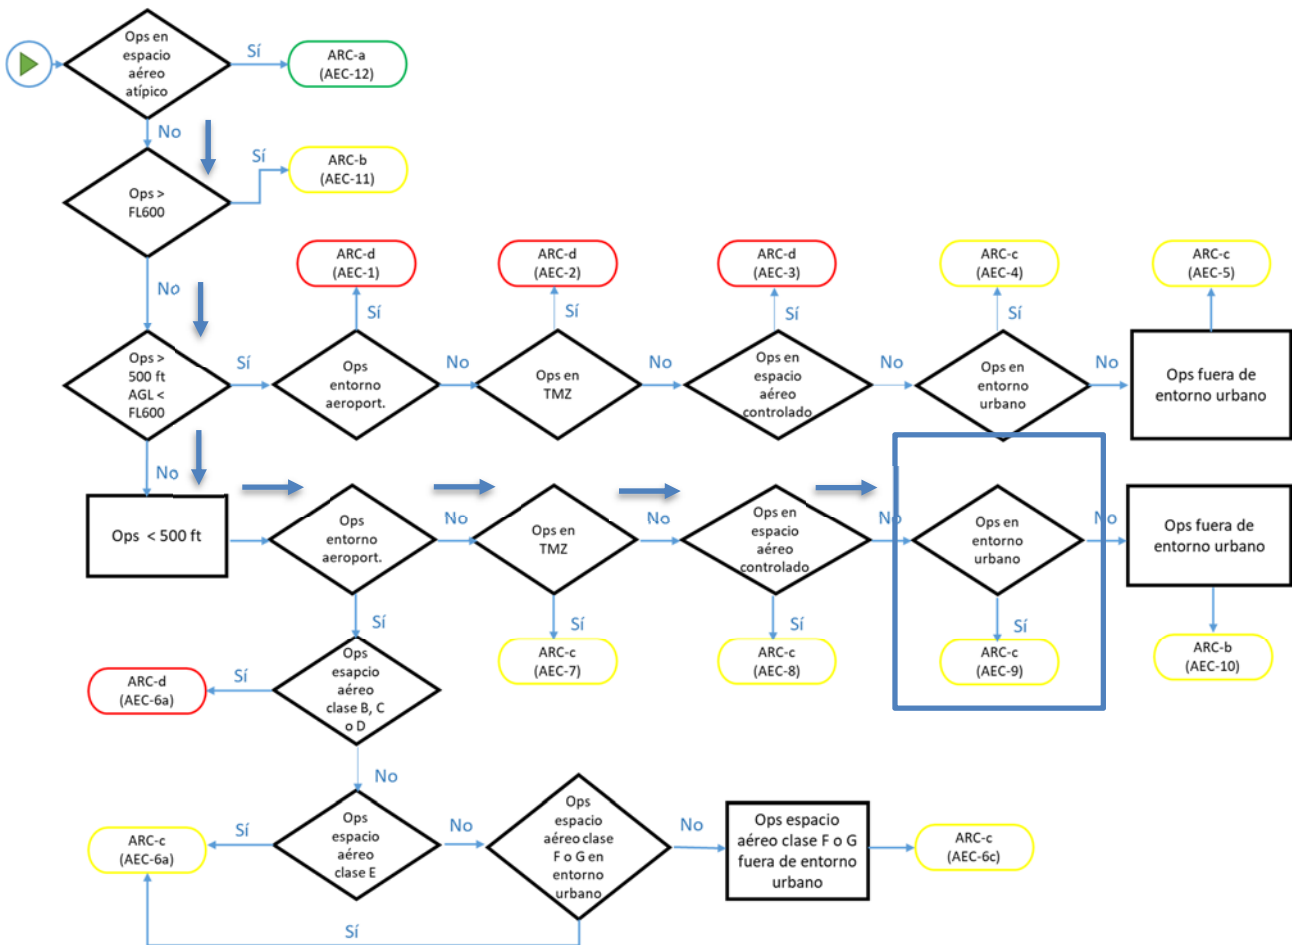 Ops en
espacio
aéreo
atípico
Sí
ARC-a
(AEC-12)
No
Ops >
FL600
Sí
ARC-b
(AEC-11)
No
ARC-d
(AEC-1)
ARC-d
(AEC-2)
ARC-d
(AEC-3)
ARC-c
(AEC-4)
ARC-c
(AEC-5)
Sí
Sí
Sí
Sí
Ops >
500 ft
AGL <
FL600
Sí
Ops
entorno
aeroport.
No
Ops en
TMZ
No
Ops en
espacio
aéreo
controlado
No
Ops en
entorno
urbano
No
Ops fuera de
entorno urbano
No
Ops < 500 ft
Ops
entorno
aeroport.
No
Ops en
TMZ
No
Ops en
espacio
aéreo
controlado
No
Ops en
entorno
urbano
No
Ops fuera de
entorno urbano
Sí
Sí
Sí
Sí
ARC-c
(AEC-7)
ARC-c
(AEC-8)
ARC-c
(AEC-9)
ARC-b
(AEC-10)
Ops
esapcio
aéreo
clase B, C
o D
Sí
ARC-d
(AEC-6a)
No
Ops
espacio
aéreo
clase E
Sí
ARC-c
(AEC-6a)
No
Ops
espacio
aéreo clase
F o G en
entorno
urbano
No
Ops espacio
aéreo clase F o G
fuera de entorno
urbano
ARC-c
(AEC-6c)
Sí